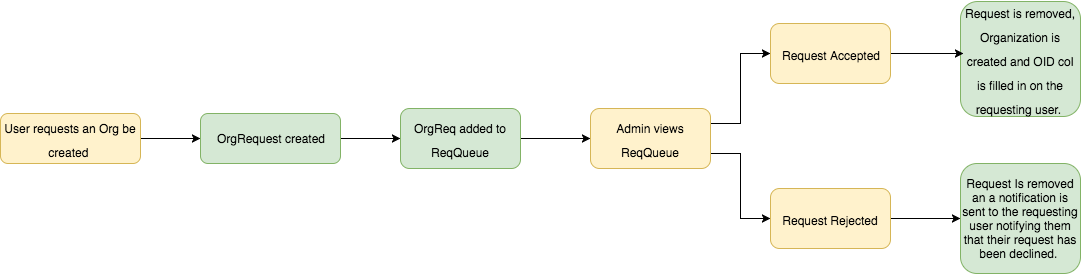 User requests an Org be
created
OrgRequest created
OrgReq added to
ReqQueue
Admin views
ReqQueue
Request Accepted
Request is removed,
Organization is
created and OID col
is filled in on the
requesting user.
Request Rejected
Request Is removed
an a notification is
sent to the requesting
user notifying them
that their request has
been declined.